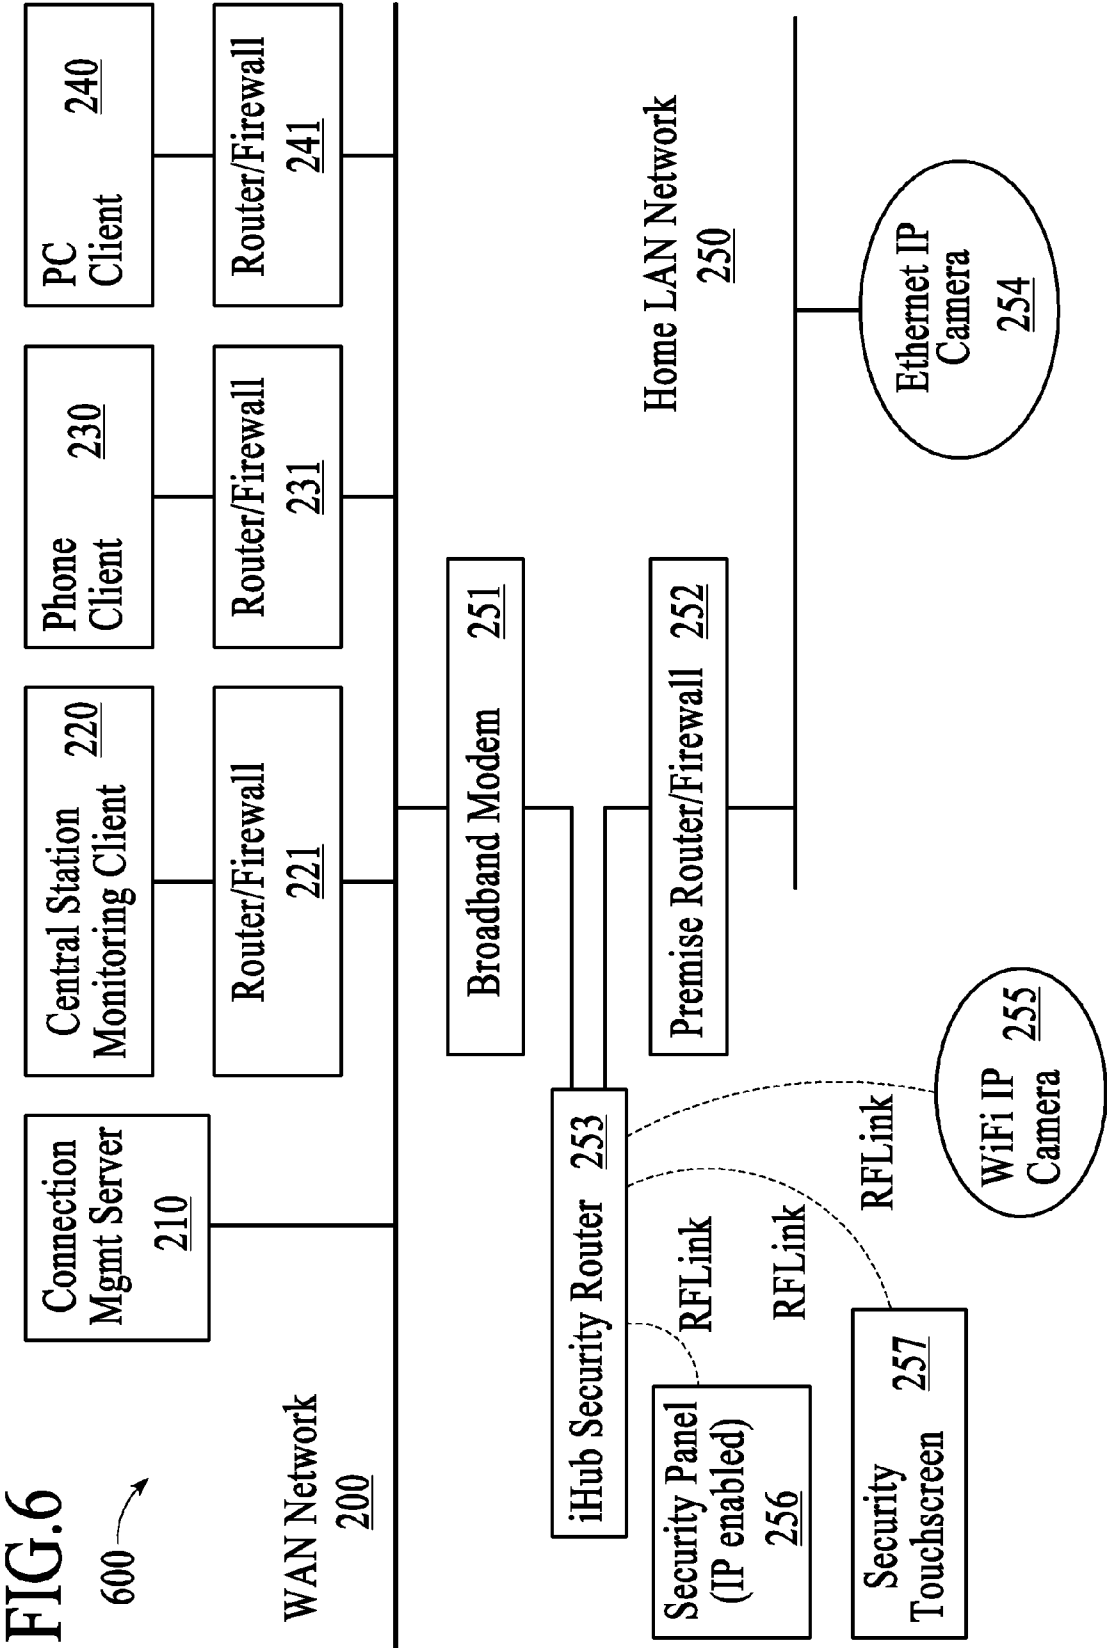 FIG.6
600
WAN Network
200
Connection
Mgmt Server
210
Central Station
Monitoring Client
220
Router/Firewall
221
Phone
Client
230
Router/Firewall
231
PC
Client
240
Router/Firewall
241
Broadband Modem 251
iHub Security Router 253
Premise Router/Firewall 252
Home LAN Network
250
RFLink
RFLink
RFLink
Security Panel
(IP enabled)
256
Security
Touchscreen
257
WiFi IP
Camera
255
Ethernet IP
Camera
254